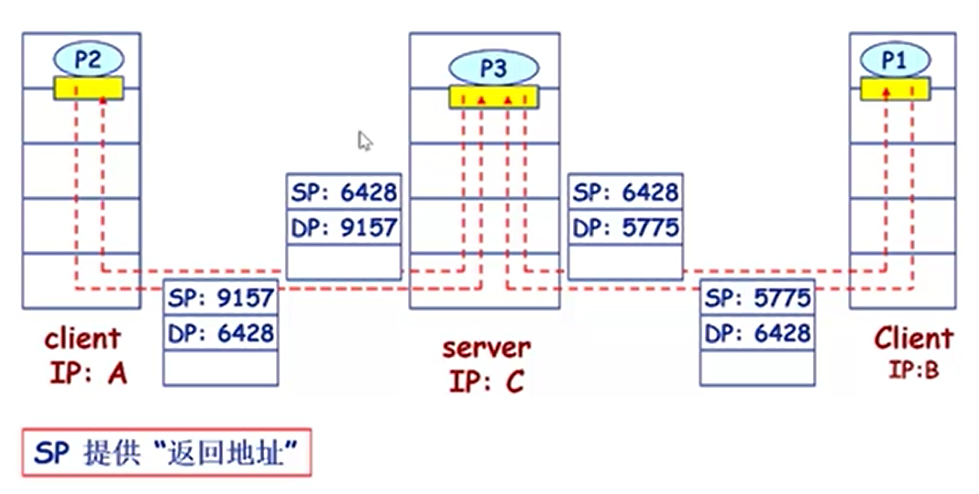 P2
P3
P1
SP: 6428
DP: 9157
SP: 6428
DP: 5775
SP: 9157
DP: 6428
SP: 5775
DP: 6428
client
IP: A
server
IP: C
Client
IP:B
SP 提供 “返回地址”